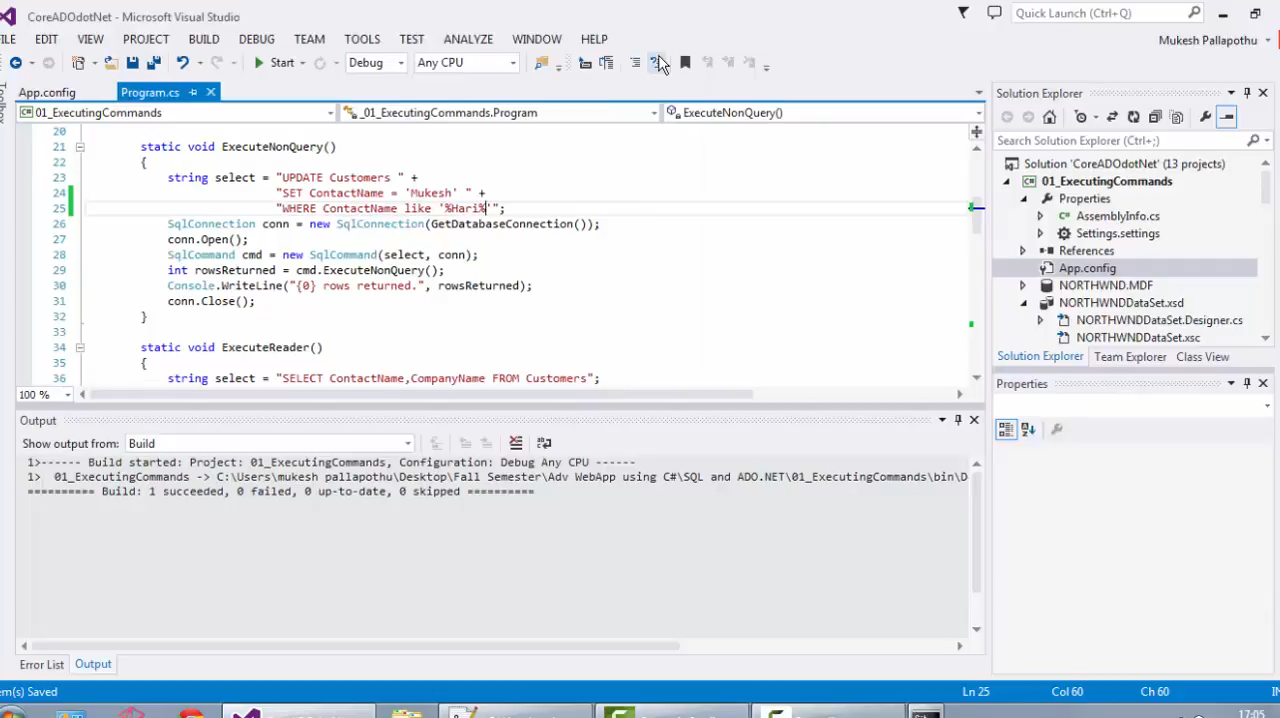 CoreADOdotNet - Microsoft Visual Studio
Quick Launch (Ctrl+Q)
ILE EDIT VIEW PROJECT BUILD DEBUG TEAM TOOLS TEST ANALYZE WINDOW HELP
Mukesh Pallapothu
Start Debug Any CPU
App.config Program.cs
Toolbox
01_ExecutingCommands _01_ExecutingCommands.Program ExecuteNonQuery()
20
21 static void ExecuteNonQuery()
22 {
23 string select = "UPDATE Customers " +
24 "SET ContactName = 'Mukesh' " +
25 "WHERE ContactName like '%Hari%'";
26 SqlConnection conn = new SqlConnection(GetDatabaseConnection());
27 conn.Open();
28 SqlCommand cmd = new SqlCommand(select, conn);
29 int rowsReturned = cmd.ExecuteNonQuery();
30 Console.WriteLine("{0} rows returned.", rowsReturned);
31 conn.Close();
32 }
33
34 static void ExecuteReader()
35 {
36 string select = "SELECT ContactName,CompanyName FROM Customers";
100 %
Output
Show output from: Build
1>------ Build started: Project: 01_ExecutingCommands, Configuration: Debug Any CPU ------
1> 01_ExecutingCommands -> C:\Users\mukesh pallapothu\Desktop\Fall Semester\Adv WebApp using C#\SQL and ADO.NET\01_ExecutingCommands\bin\D
========== Build: 1 succeeded, 0 failed, 0 up-to-date, 0 skipped ==========
Error List Output
Solution Explorer
Search Solution Explorer (Ctrl+;)
Solution 'CoreADOdotNet' (13 projects)
01_ExecutingCommands
Properties
AssemblyInfo.cs
Settings.settings
References
App.config
NORTHWND.MDF
NORTHWNDDataSet.xsd
NORTHWNDDataSet.Designer.cs
NORTHWNDDataSet.xsc
Solution Explorer Team Explorer Class View
Properties
em(s) Saved Ln 25 Col 60 Ch 60 IN
17:05